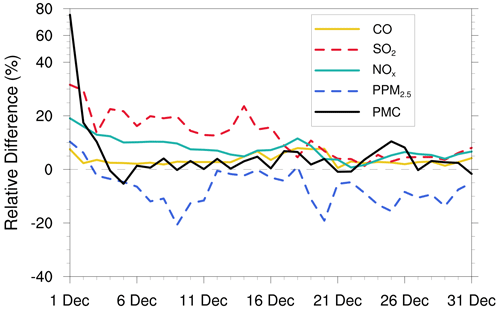 80
60
40
20
0
-20
-40
Relative Difference (%)
CO
SO2
NOx
PPM2.5
PMC
1 Dec 6 Dec 11 Dec 16 Dec 21 Dec 26 Dec 31 Dec